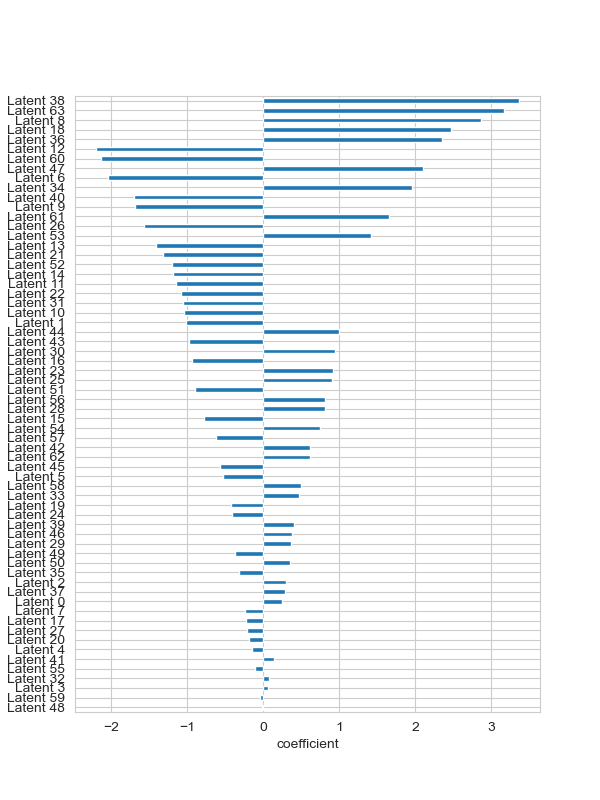 Latent 38
Latent 63
Latent 8
Latent 18
Latent 36
Latent 12
Latent 60
Latent 47
Latent 6
Latent 34
Latent 40
Latent 9
Latent 61
Latent 26
Latent 53
Latent 13
Latent 21
Latent 52
Latent 14
Latent 11
Latent 22
Latent 31
Latent 10
Latent 1
Latent 44
Latent 43
Latent 30
Latent 16
Latent 23
Latent 25
Latent 51
Latent 56
Latent 28
Latent 15
Latent 54
Latent 57
Latent 42
Latent 62
Latent 45
Latent 5
Latent 58
Latent 33
Latent 19
Latent 24
Latent 39
Latent 46
Latent 29
Latent 49
Latent 50
Latent 35
Latent 2
Latent 37
Latent 0
Latent 7
Latent 17
Latent 27
Latent 20
Latent 4
Latent 41
Latent 55
Latent 32
Latent 3
Latent 59
Latent 48
−2 −1 0 1 2 3
coefficient